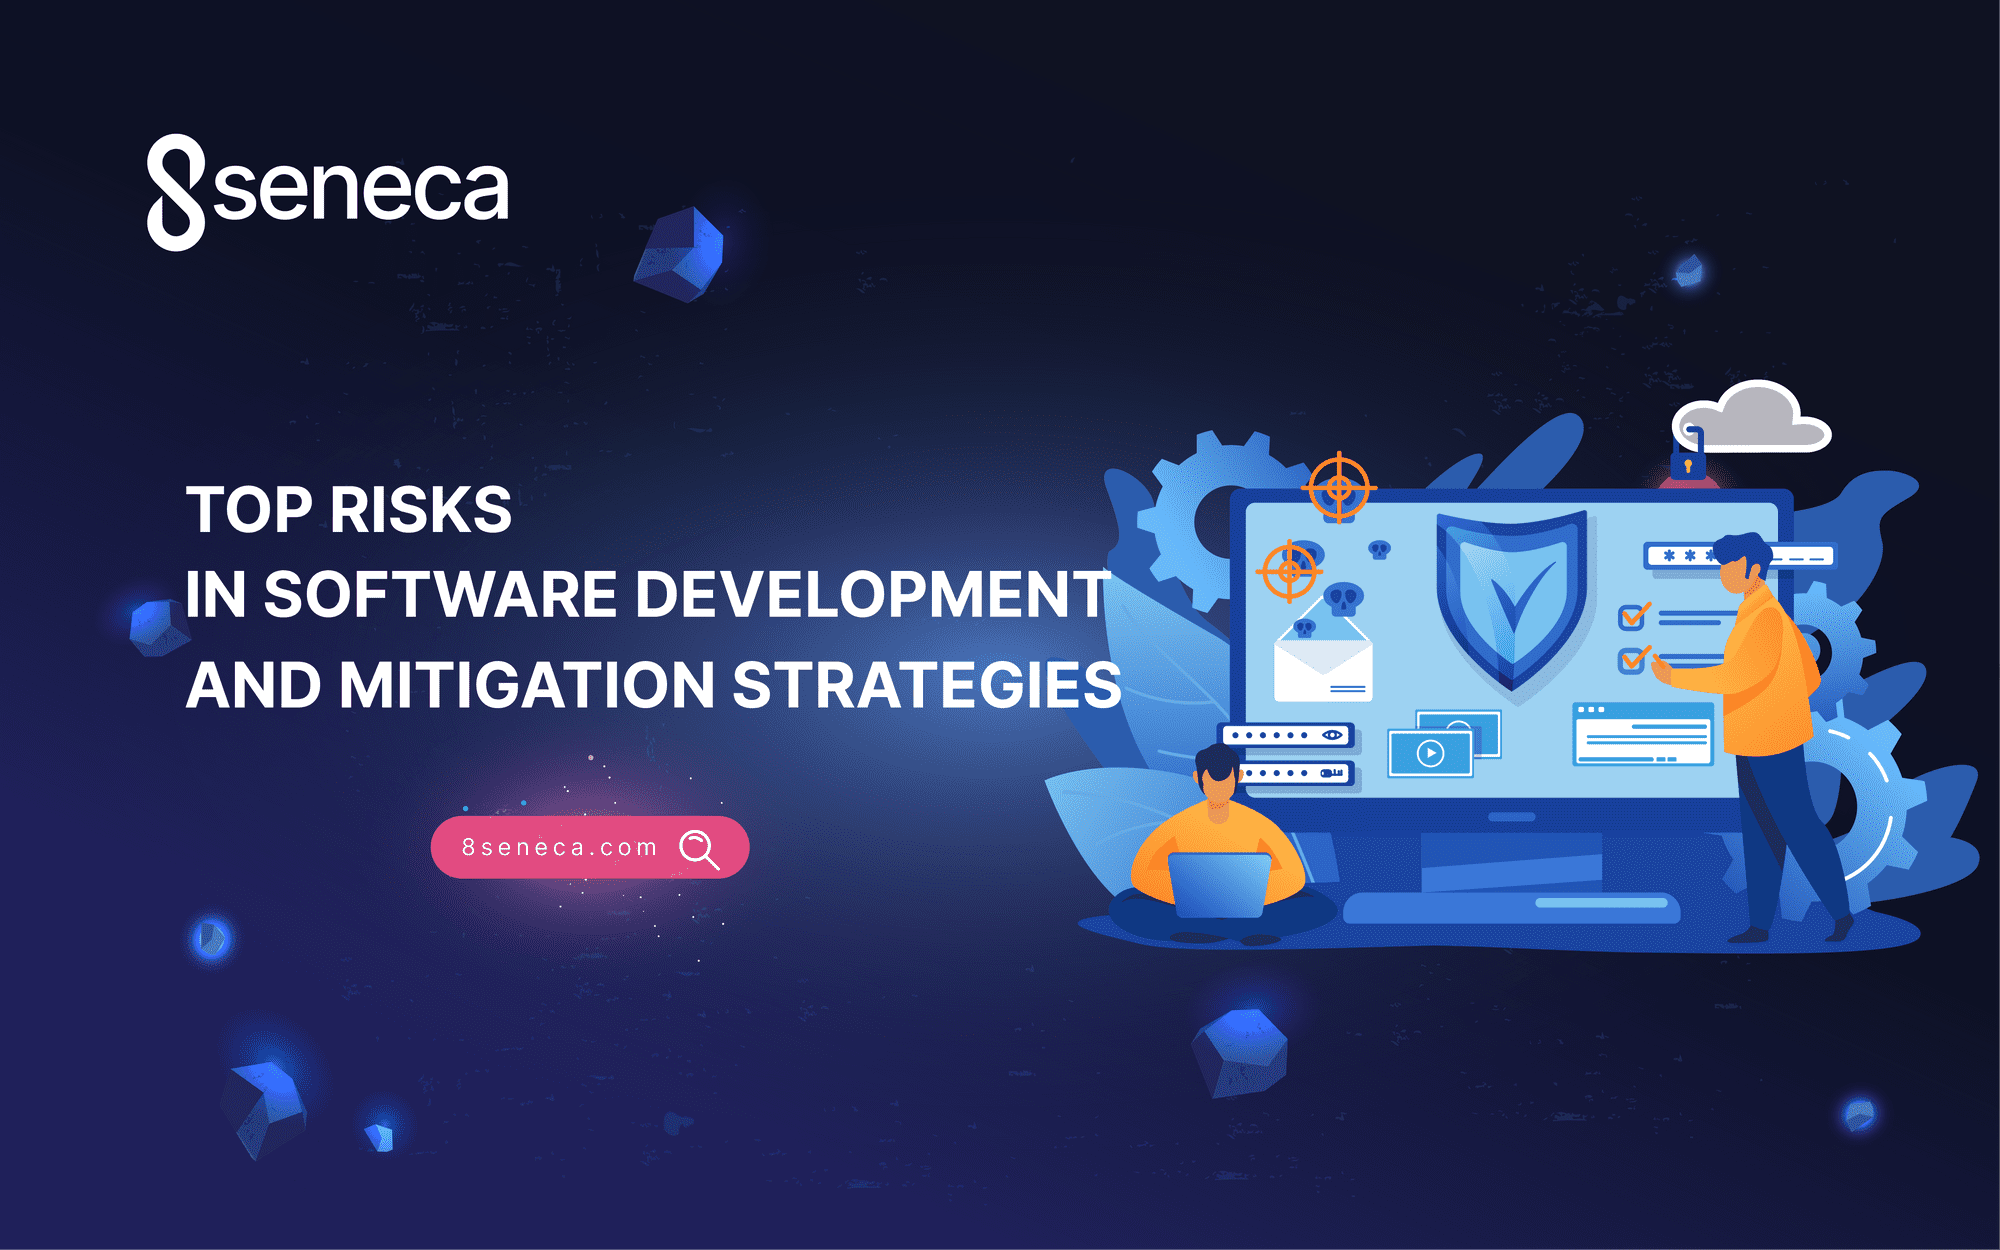 8seneca
TOP RISKS
IN SOFTWARE DEVELOPMENT
AND MITIGATION STRATEGIES
8seneca.com